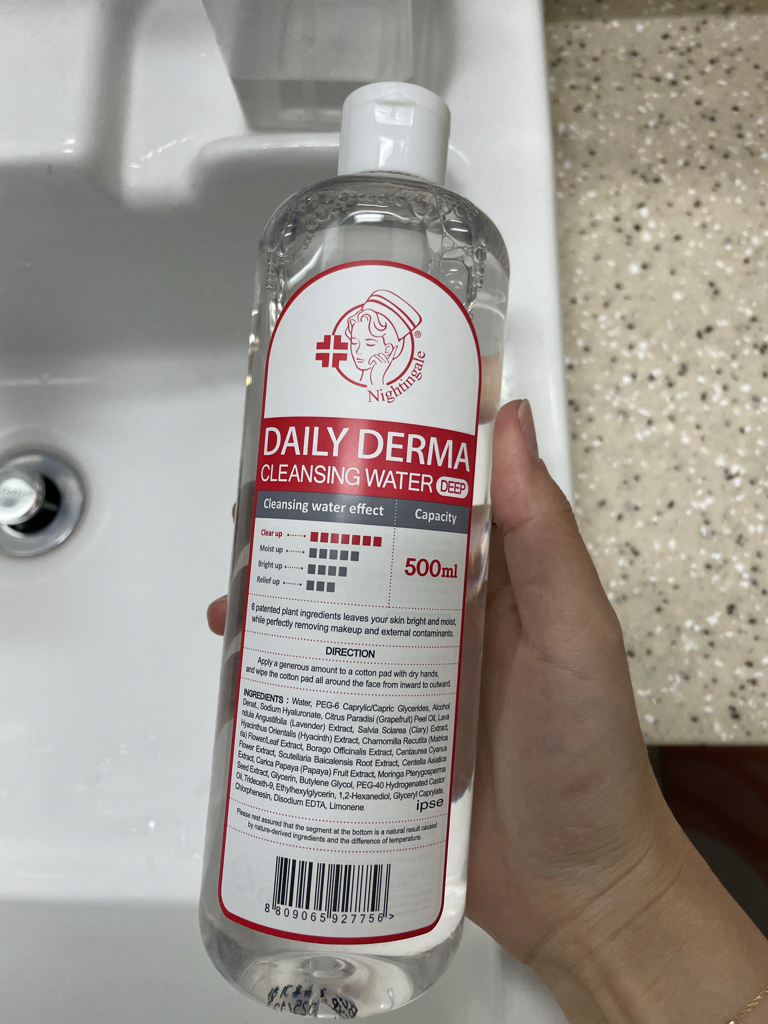 Nightingale
®
DAILY DERMA
CLEANSING WATER DEEP
Cleansing water effect
Capacity
Clear up
Moist up
Bright up
Relief up
500ml
6 patented plant ingredients leaves your skin bright and moist,
while perfectly removing makeup and external contaminants.
DIRECTION
Apply a generous amount to a cotton pad with dry hands,
and wipe the cotton pad all around the face from inward to outward.
INGREDIENTS : Water, PEG-6 Caprylic/Capric Glycerides, Alcohol
Denat., Sodium Hyaluronate, Citrus Paradisi (Grapefruit) Peel Oil, Lava
ndula Angustifolia (Lavender) Extract, Salvia Sclarea (Clary) Extract,
Hyacinthus Orientalis (Hyacinth) Extract, Chamomilla Recutita (Matrica
ria) Flower/Leaf Extract, Borago Officinalis Extract, Centaurea Cyanus
Flower Extract, Scutellaria Baicalensis Root Extract, Centella Asiatica
Extract, Carica Papaya (Papaya) Fruit Extract, Moringa Pterygosperma
Seed Extract, Glycerin, Butylene Glycol, PEG-40 Hydrogenated Castor
Oil, Trideceth-9, Ethylhexylglycerin, 1,2-Hexanediol, Glyceryl Caprylate,
Chlorphenesin, Disodium EDTA, Limonene
ipse
Please rest assured that the segment at the bottom is a natural result caused
by nature-derived ingredients and the difference of temperature.
8 809065 927756 >